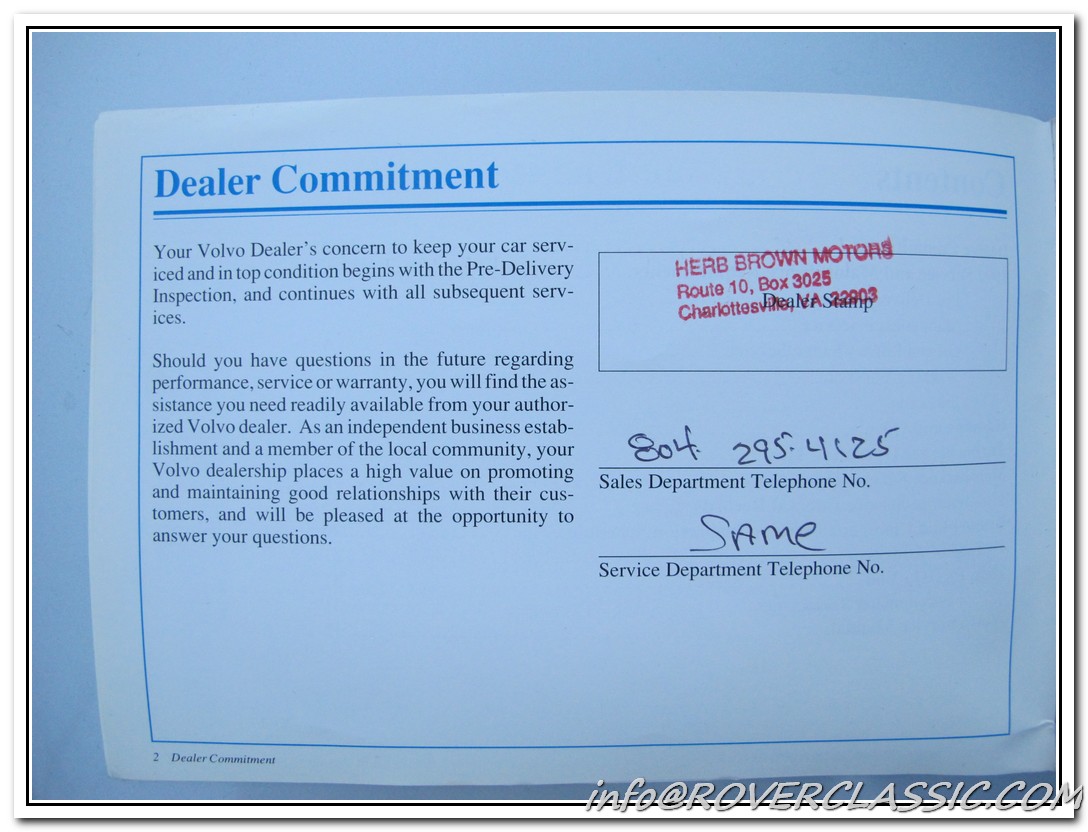 Dealer Commitment
Your Volvo Dealer's concern to keep your car serv-
iced and in top condition begins with the Pre-Delivery
Inspection, and continues with all subsequent serv-
ices.
Should you have questions in the future regarding
performance, service or warranty, you will find the as-
sistance you need readily available from your author-
ized Volvo dealer. As an independent business estab-
lishment and a member of the local community, your
Volvo dealership places a high value on promoting
and maintaining good relationships with their cus-
tomers, and will be pleased at the opportunity to
answer your questions.
HERB BROWN MOTORS
Route 10, Box 3025
Charlottesville, VA
Dealer Stamp
804. 295.4125
Sales Department Telephone No.
SAME
Service Department Telephone No.
2 Dealer Commitment
info@ROVERCLASSIC.COM